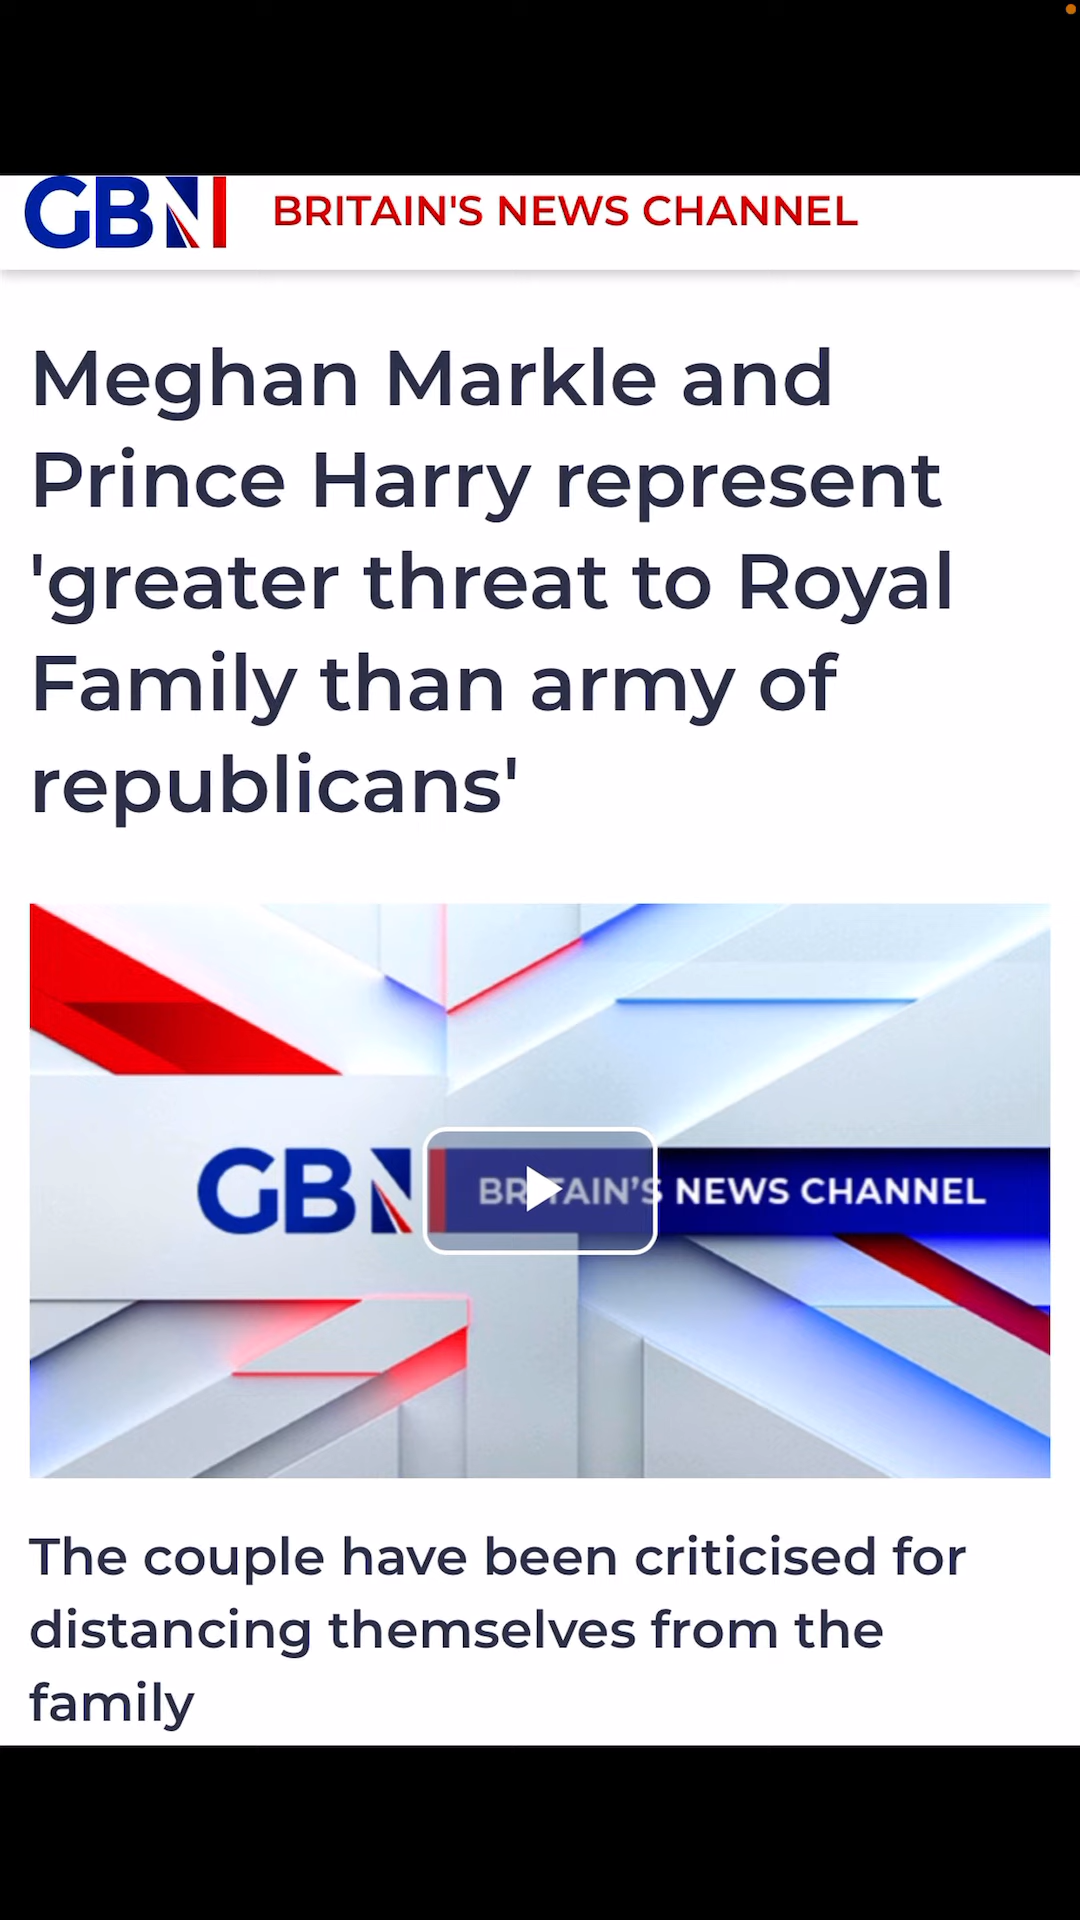 GBN BRITAIN'S NEWS CHANNEL
Meghan Markle and
Prince Harry represent
'greater threat to Royal
Family than army of
republicans'
GBN BRITAIN'S NEWS CHANNEL
The couple have been criticised for
distancing themselves from the
family